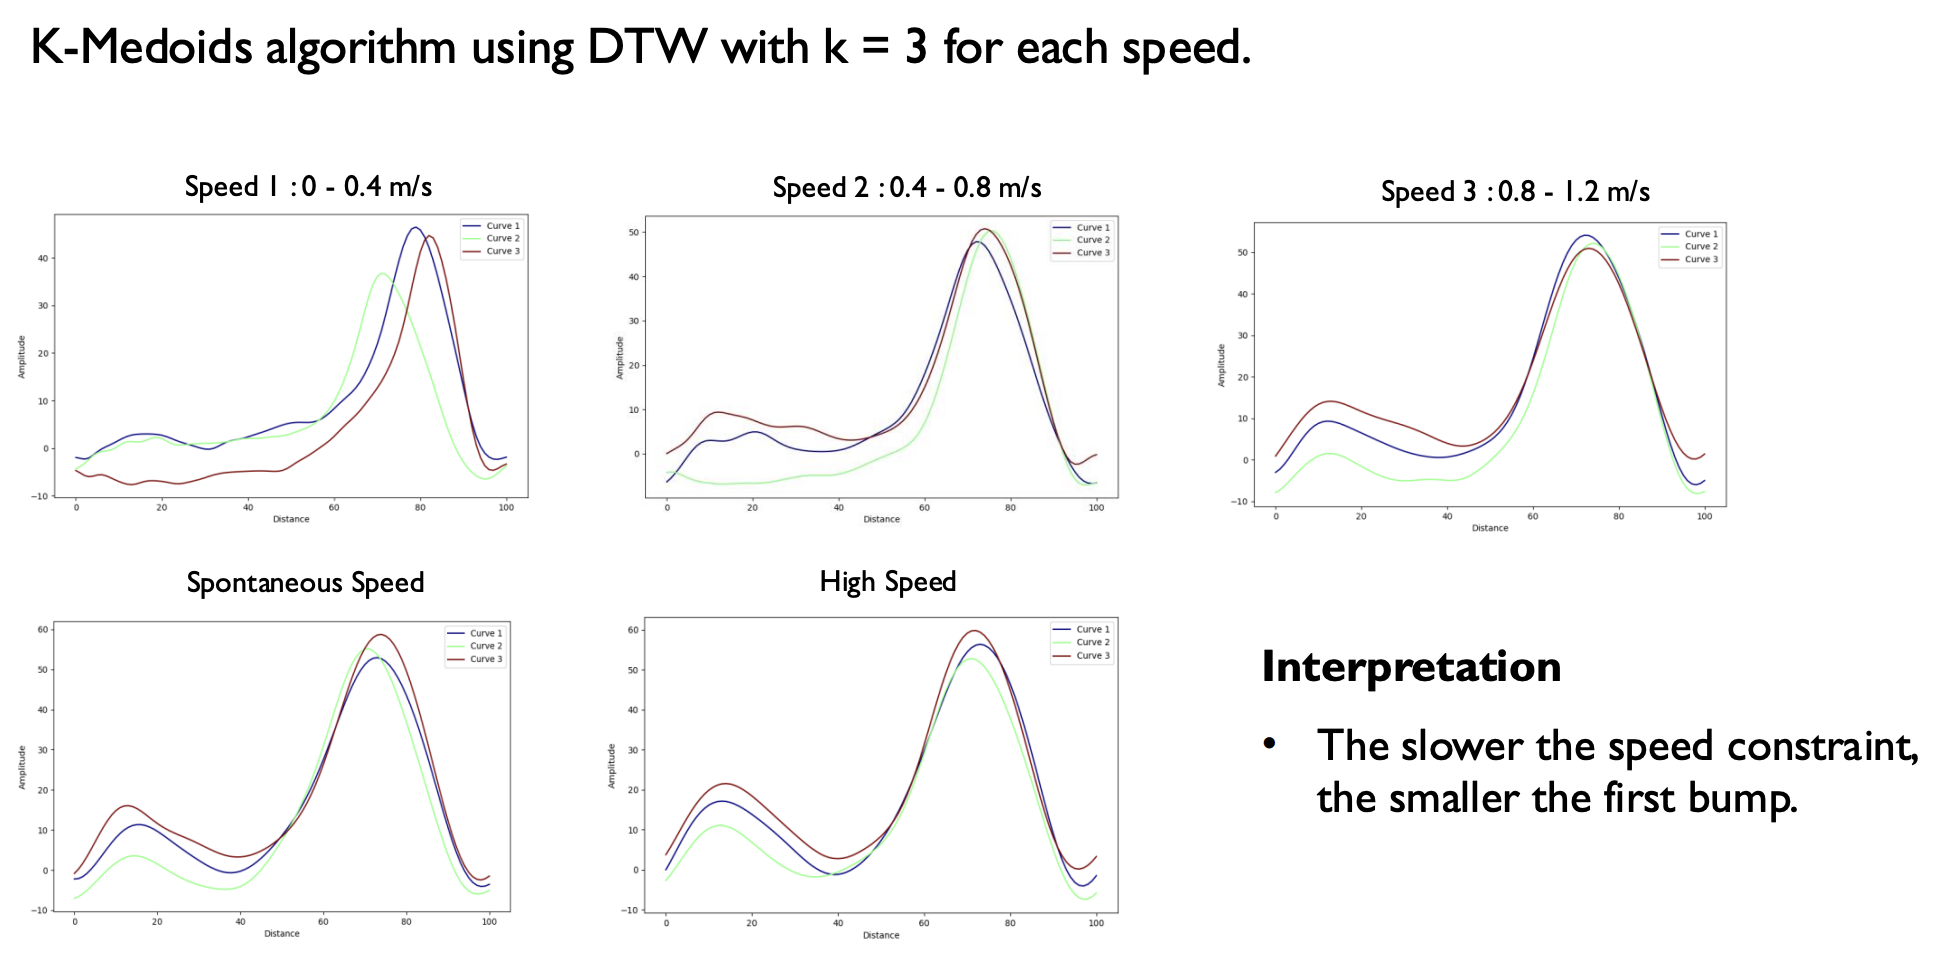 K-Medoids algorithm using DTW with k = 3 for each speed.
Speed 1 : 0 - 0.4 m/s
Curve 1
Curve 2
Curve 3
40
30
20
10
0
−10
Amplitude
0 20 40 60 80 100
Distance
Speed 2 : 0.4 - 0.8 m/s
Curve 1
Curve 2
Curve 3
50
40
30
20
10
0
Amplitude
0 20 40 60 80 100
Distance
Speed 3 : 0.8 - 1.2 m/s
Curve 1
Curve 2
Curve 3
50
40
30
20
10
0
−10
Amplitude
0 20 40 60 80 100
Distance
Spontaneous Speed
Curve 1
Curve 2
Curve 3
60
50
40
30
20
10
0
−10
Amplitude
0 20 40 60 80 100
Distance
High Speed
Curve 1
Curve 2
Curve 3
60
50
40
30
20
10
0
−10
Amplitude
0 20 40 60 80 100
Distance
Interpretation
• The slower the speed constraint,
the smaller the first bump.